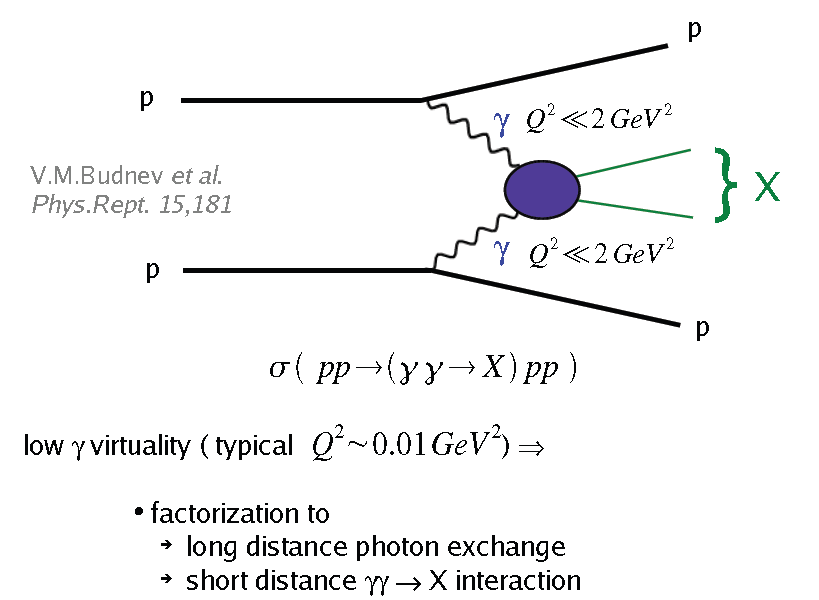 p
p
γ Q² ≪ 2 GeV²
V.M.Budnev et al.
Phys.Rept. 15,181
} X
γ Q² ≪ 2 GeV²
p
p
σ ( pp → ( γ γ → X ) pp )
low γ virtuality ( typical Q² ~ 0.01 GeV² ) ⇒
• factorization to
➔ long distance photon exchange
➔ short distance γγ → X interaction